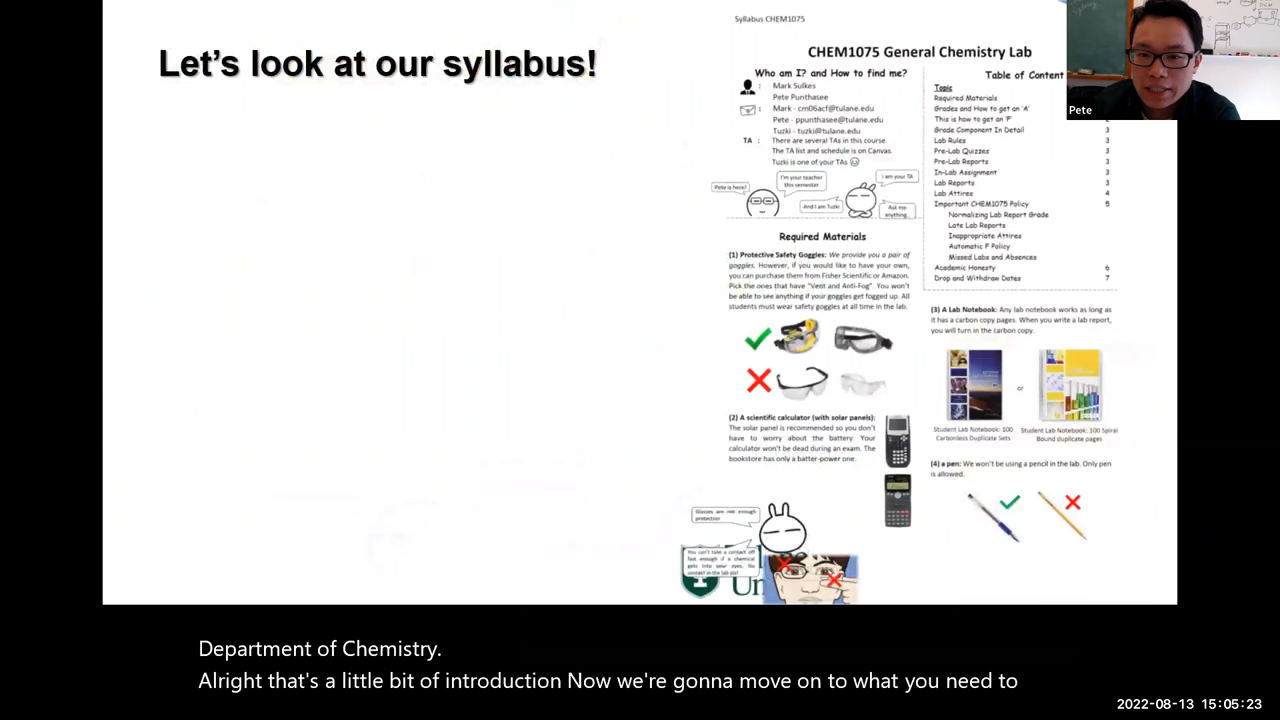 Let's look at our syllabus!
Syllabus CHEM1075
CHEM1075 General Chemistry Lab
Who am I? and How to find me?
: Mark Sulkes
Pete Punthasee
: Mark - cm06acf@tulane.edu
Pete - ppunthasee@tulane.edu
Tuzki - tuzki@tulane.edu
TA : There are several TAs in this course.
The TA list and schedule is on Canvas.
Tuzki is one of your TAs
Pete is here!
I'm your teacher
this semester
And I am Tuzki
I am your TA
Ask me
anything
Table of Content
Topic
Required Materials
Grades and How to get an 'A'
This is how to get an 'F'
Grade Component In Detail 3
Lab Rules 3
Pre-Lab Quizzes 3
Pre-Lab Reports 3
In-Lab Assignment 3
Lab Reports 3
Lab Attires 4
Important CHEM1075 Policy 5
Normalizing Lab Report Grade
Late Lab Reports
Inappropriate Attires
Automatic F Policy
Missed Labs and Absences
Academic Honesty 6
Drop and Withdraw Dates 7
Required Materials
(1) Protective Safety Goggles: We provide you a pair of
goggles. However, if you would like to have your own,
you can purchase them from Fisher Scientific or Amazon.
Pick the ones that have "Vent and Anti-Fog". You won't
be able to see anything if your goggles get fogged up. All
students must wear safety goggles at all time in the lab.
(2) A scientific calculator (with solar panels):
The solar panel is recommended so you don't
have to worry about the battery. Your
calculator won't be dead during an exam. The
bookstore has only a batter-power one.
(3) A Lab Notebook: Any lab notebook works as long as
it has a carbon copy pages. When you write a lab report,
you will turn in the carbon copy.
or
Student Lab Notebook: 100
Carbonless Duplicate Sets
Student Lab Notebook: 100 Spiral
Bound duplicate pages
(4) a pen: We won't be using a pencil in the lab. Only pen
is allowed.
Glasses are not enough
protection
You can't take a contact off
fast enough if a chemical
gets into your eyes. No
contact in the lab plz!
Un
Pete
Department of Chemistry.
Alright that's a little bit of introduction Now we're gonna move on to what you need to
2022-08-13 15:05:23